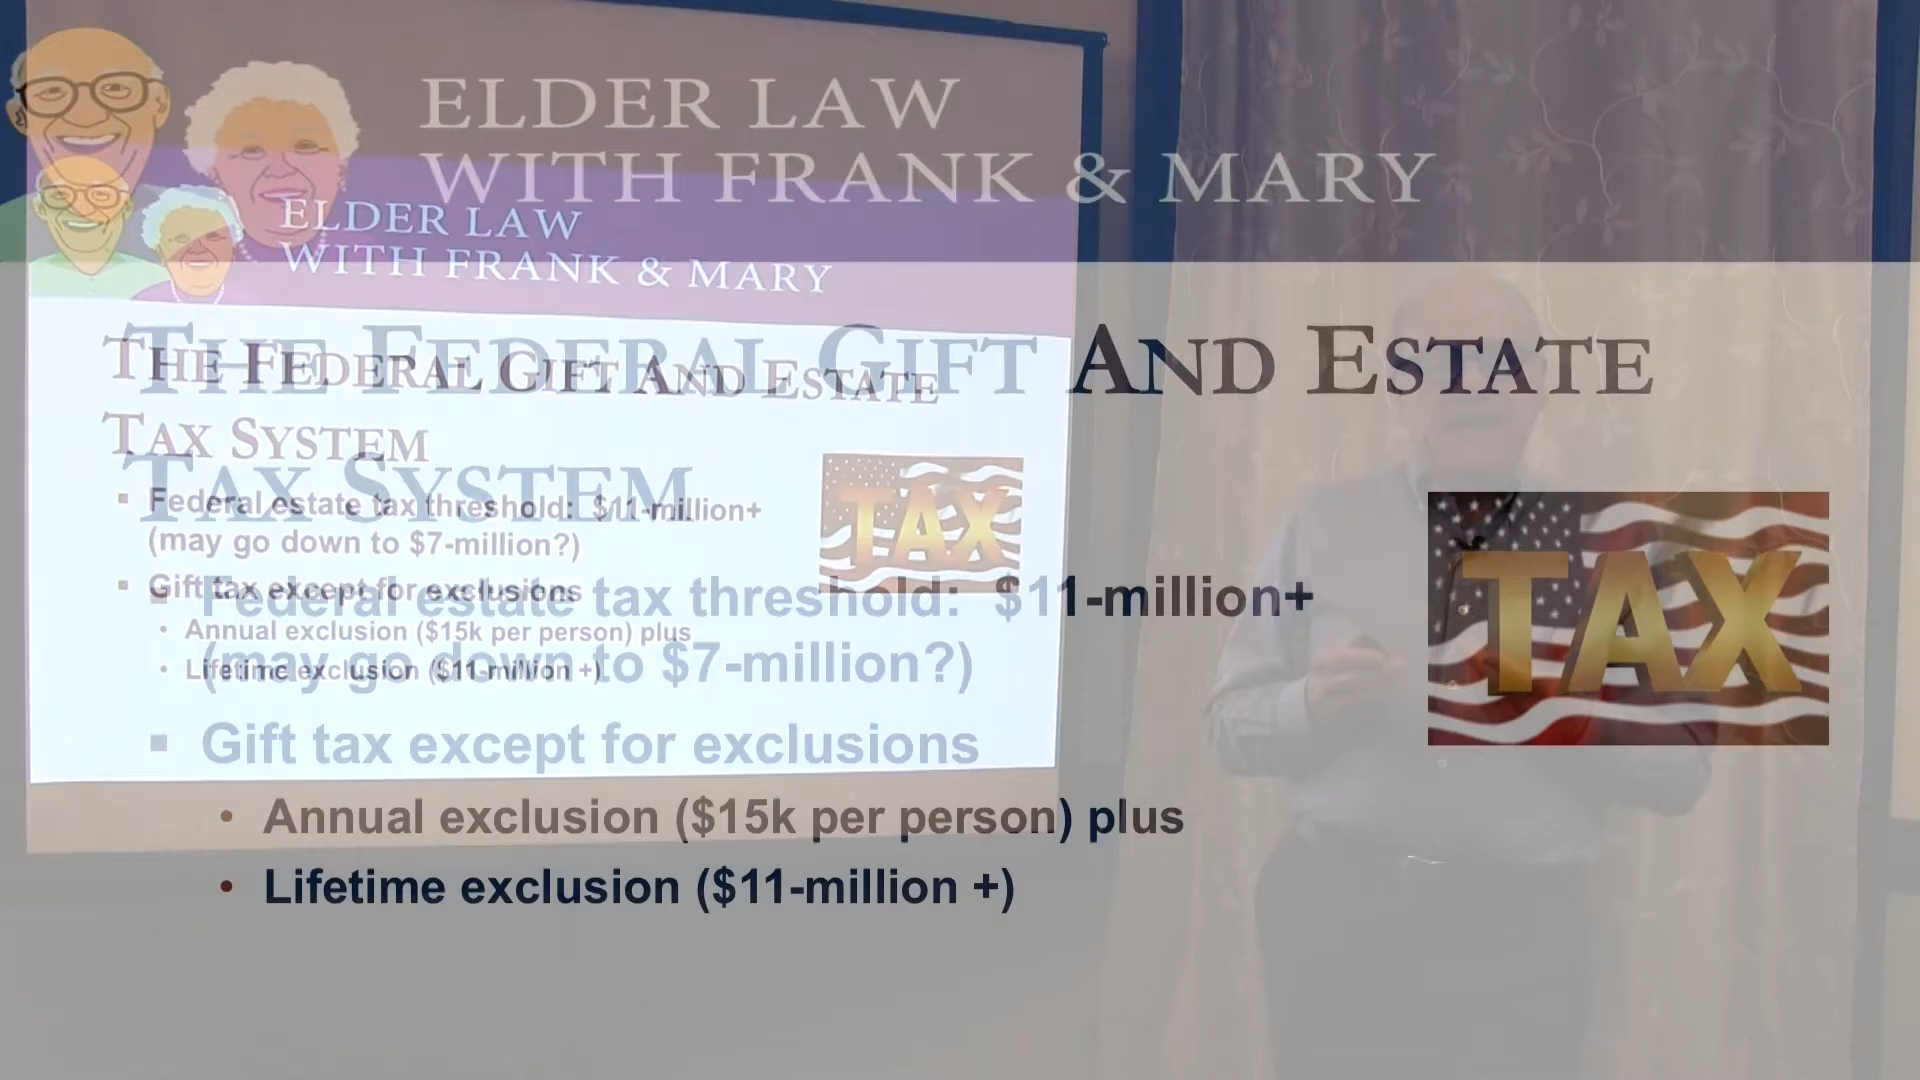 ELDER LAW
WITH FRANK & MARY
THE FEDERAL GIFT AND ESTATE
TAX SYSTEM
Federal estate tax threshold: $11-million+
(may go down to $7-million?)
Gift tax except for exclusions
Annual exclusion ($15k per person) plus
Lifetime exclusion ($11-million +)
TAX
ELDER LAW
WITH FRANK & MARY
THE FEDERAL GIFT AND ESTATE
TAX SYSTEM
Federal estate tax threshold: $11-million+
(may go down to $7-million?)
Gift tax except for exclusions
Annual exclusion ($15k per person) plus
Lifetime exclusion ($11-million +)
TAX